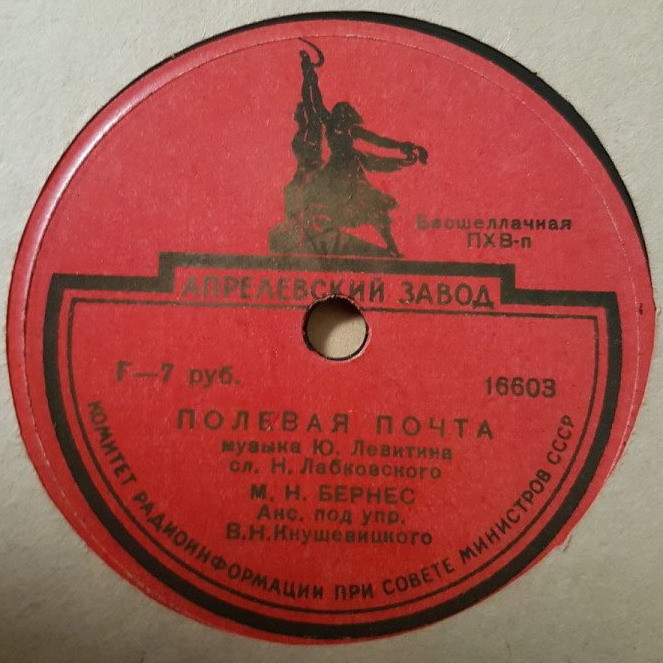 Бесшеллачная
ПХВ-п
АПРЕЛЕВСКИЙ ЗАВОД
Г—7 руб.
16603
ПОЛЕВАЯ ПОЧТА
музыка Ю. Левитина
сл. Н. Лабковского
М. Н. БЕРНЕС
Анс. под упр.
В.Н.Кнушевицкого
КОМИТЕТ РАДИОИНФОРМАЦИИ ПРИ СОВЕТЕ МИНИСТРОВ СССР